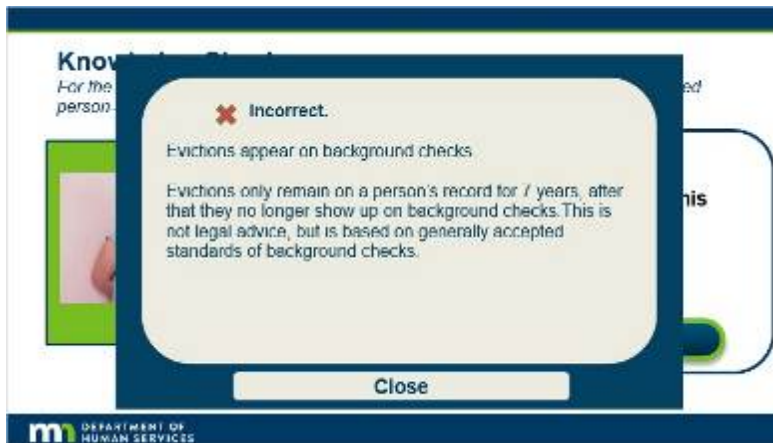 Know
For the
ed
person
Incorrect.
Evictions appear on background checks
Evictions only remain on a person's record for 7 years, after
that they no longer show up on background checks.This is
not legal advice, but is based on generally accepted
standards of background checks.
his
Close
DEPARTMENT OF
HUMAN SERVICES